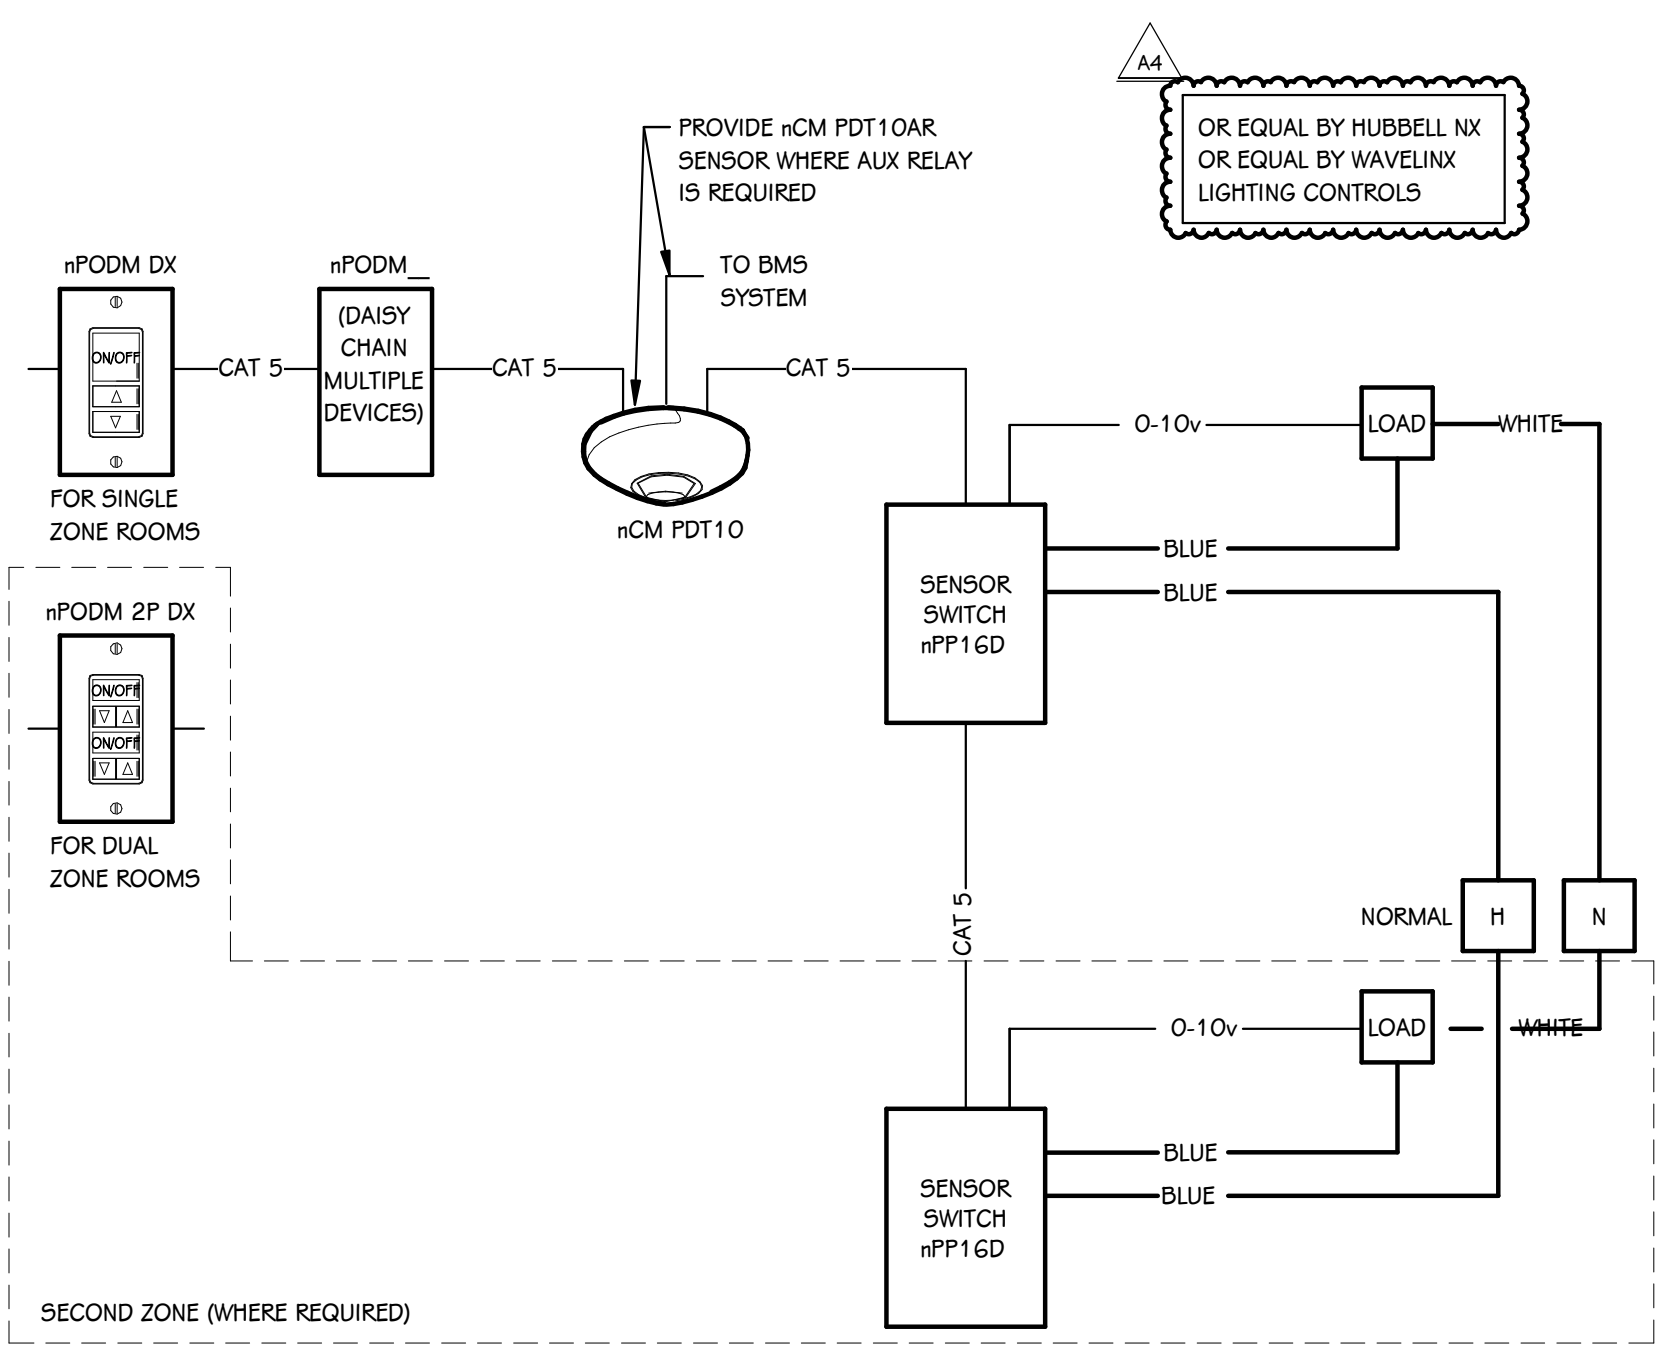 A4
OR EQUAL BY HUBBELL NX
OR EQUAL BY WAVELINX
LIGHTING CONTROLS
PROVIDE nCM PDT10AR
SENSOR WHERE AUX RELAY
IS REQUIRED
TO BMS
SYSTEM
nPODM DX
ON/OFF
FOR SINGLE
ZONE ROOMS
CAT 5
nPODM__
(DAISY
CHAIN
MULTIPLE
DEVICES)
CAT 5
nCM PDT10
CAT 5
0-10v
LOAD
WHITE
BLUE
BLUE
SENSOR
SWITCH
nPP16D
nPODM 2P DX
ON/OFF
ON/OFF
FOR DUAL
ZONE ROOMS
CAT 5
NORMAL
H
N
0-10v
LOAD
WHITE
BLUE
BLUE
SENSOR
SWITCH
nPP16D
SECOND ZONE (WHERE REQUIRED)